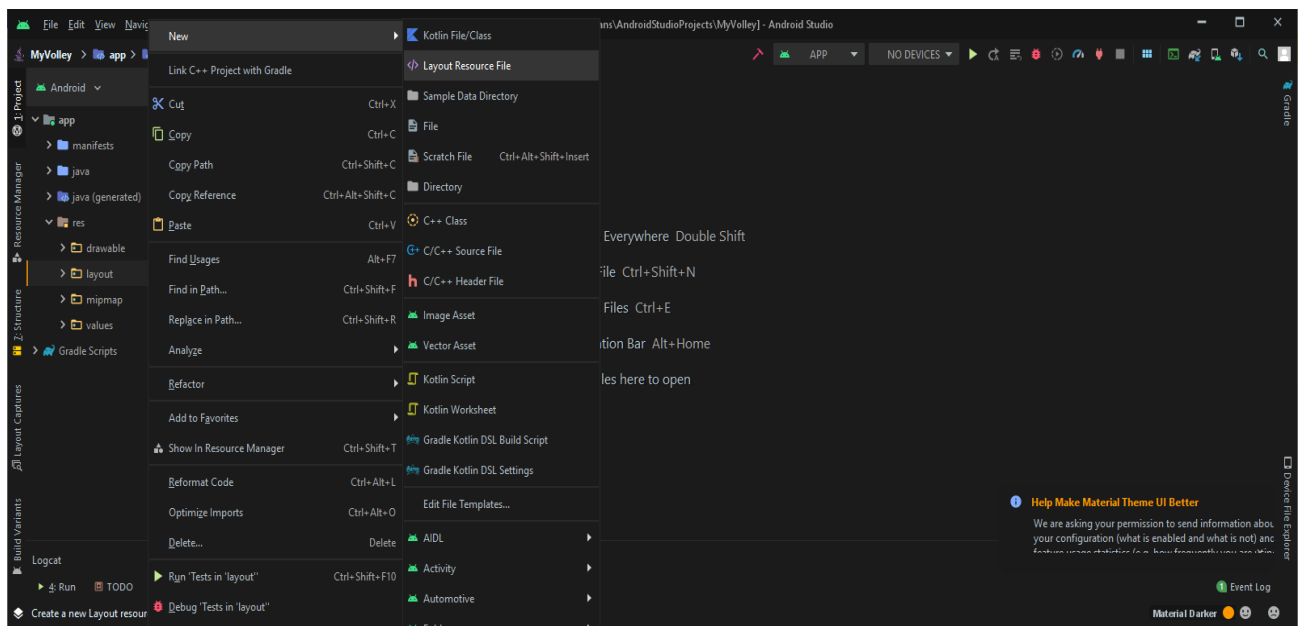 File Edit View Navig
ans\AndroidStudioProjects\MyVolley] - Android Studio
MyVolley > app >
APP
NO DEVICES
1: Project
Resource Manager
7: Structure
Layout Captures
Build Variants
Android
app
manifests
java
java (generated)
res
drawable
layout
mipmap
values
Gradle Scripts
Logcat
4: Run TODO
Create a new Layout resour
New
Link C++ Project with Gradle
Cut Ctrl+X
Copy Ctrl+C
Copy Path Ctrl+Shift+C
Copy Reference Ctrl+Alt+Shift+C
Paste Ctrl+V
Find Usages Alt+F7
Find in Path... Ctrl+Shift+F
Replace in Path... Ctrl+Shift+R
Analyze
Refactor
Add to Favorites
Show In Resource Manager Ctrl+Shift+T
Reformat Code Ctrl+Alt+L
Optimize Imports Ctrl+Alt+O
Delete... Delete
Run 'Tests in 'layout'' Ctrl+Shift+F10
Debug 'Tests in 'layout''
Kotlin File/Class
Layout Resource File
Sample Data Directory
File
Scratch File Ctrl+Alt+Shift+Insert
Directory
C++ Class
C/C++ Source File
C/C++ Header File
Image Asset
Vector Asset
Kotlin Script
Kotlin Worksheet
Gradle Kotlin DSL Build Script
Gradle Kotlin DSL Settings
Edit File Templates...
AIDL
Activity
Automotive
Everywhere Double Shift
File Ctrl+Shift+N
Files Ctrl+E
ation Bar Alt+Home
les here to open
Gradle
Device File Explorer
Help Make Material Theme UI Better
We are asking your permission to send information abou
your configuration (what is enabled and what is not) and
1 Event Log
Material Darker